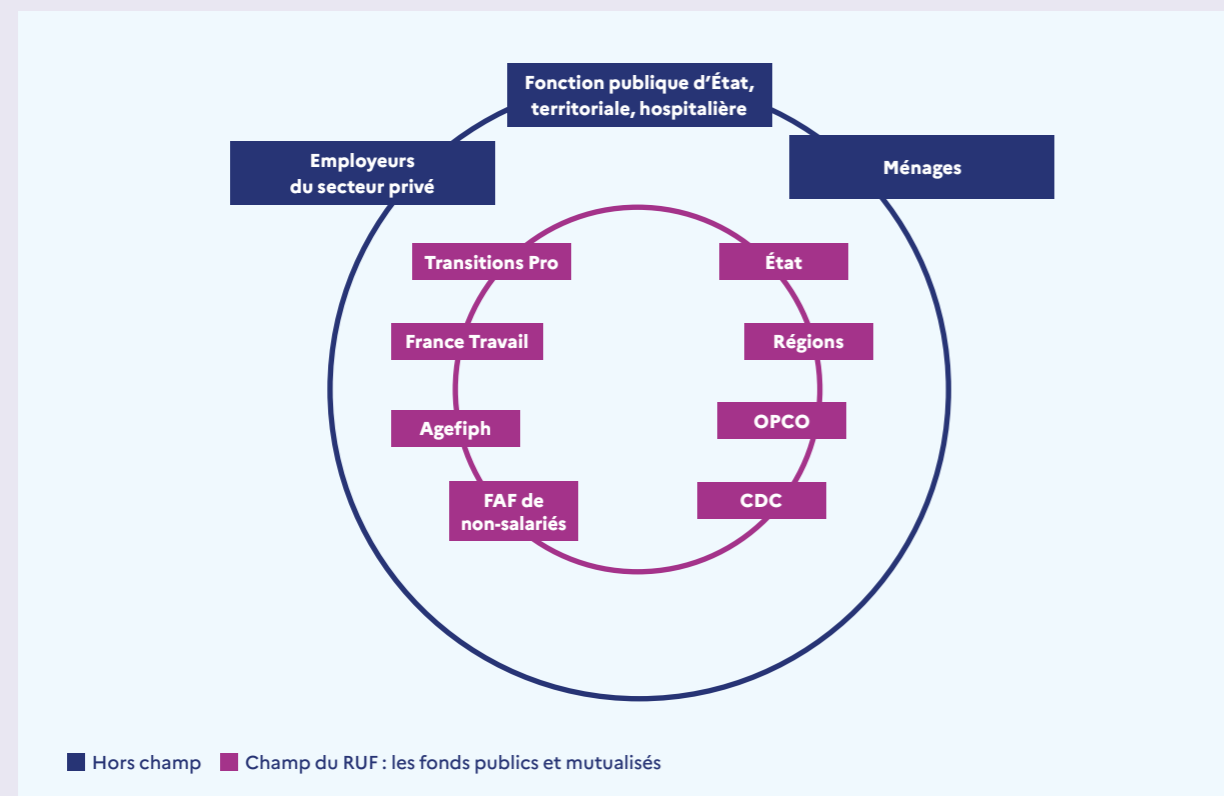 Fonction publique d’État,
territoriale, hospitalière
Employeurs
du secteur privé
Ménages
Transitions Pro
État
France Travail
Régions
Agefiph
OPCO
FAF de
non-salariés
CDC
Hors champ
Champ du RUF : les fonds publics et mutualisés